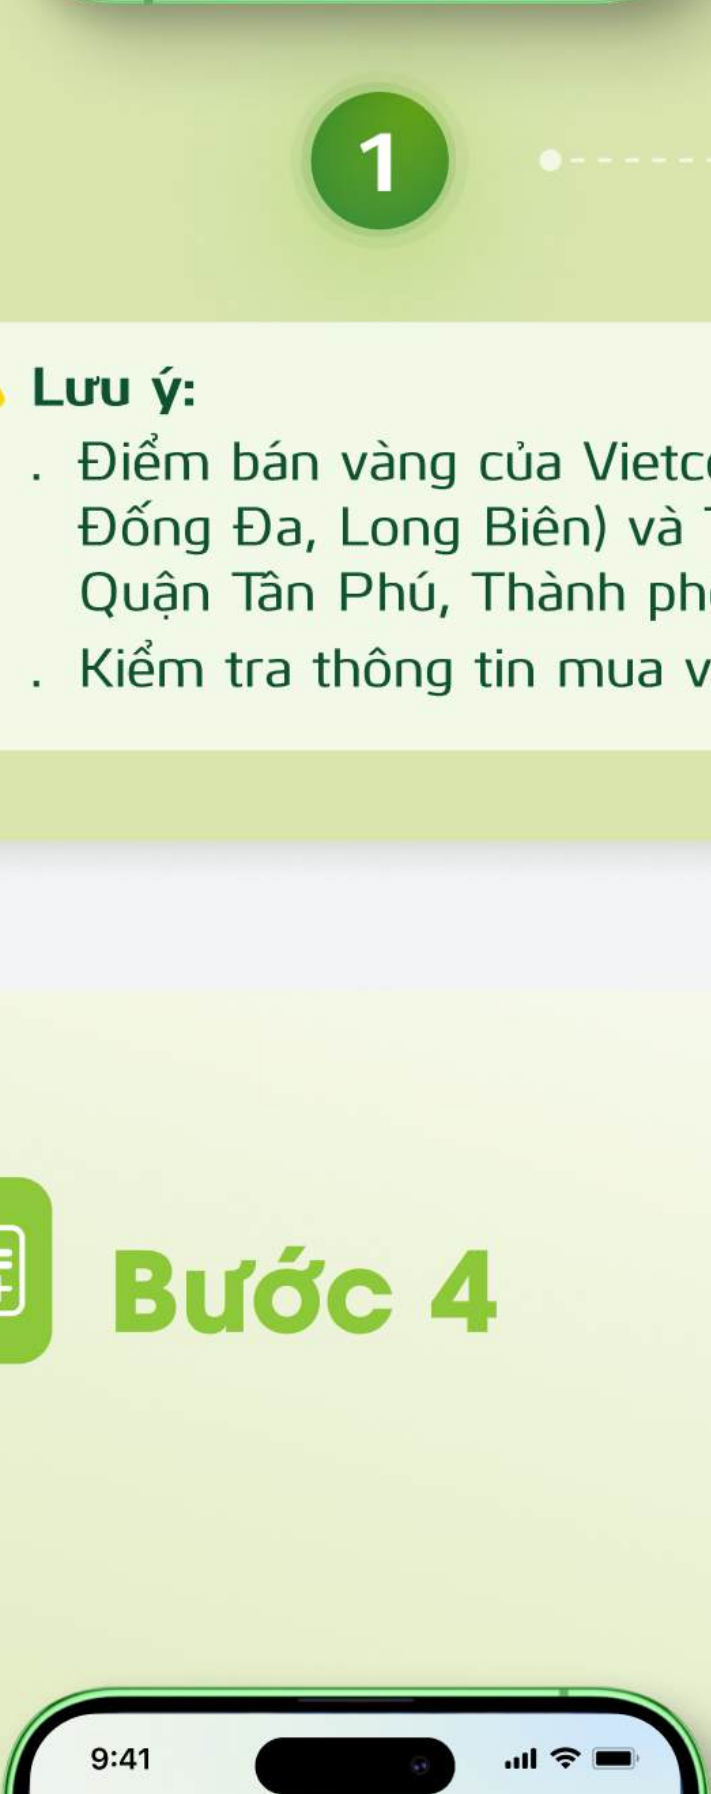 1
Lưu ý:
. Điểm bán vàng của
Đống Đa, Long Biên) và
Quận Tân Phú, Thành
. Kiểm tra thông tin mua
Bước 4
9:41